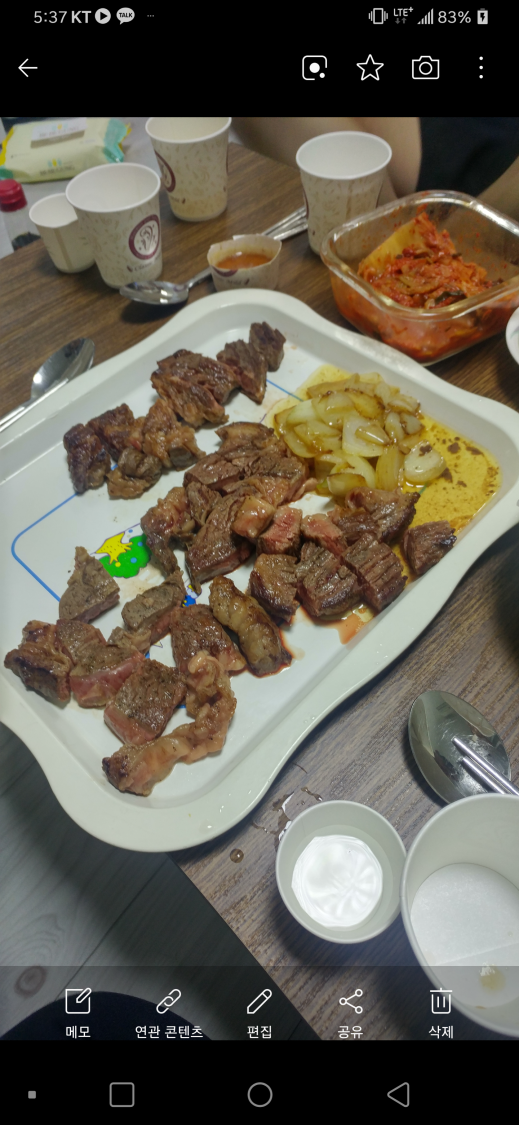 5:37 KT TALK ... LTE+ 83%
메모 연관 콘텐츠 편집 공유 삭제